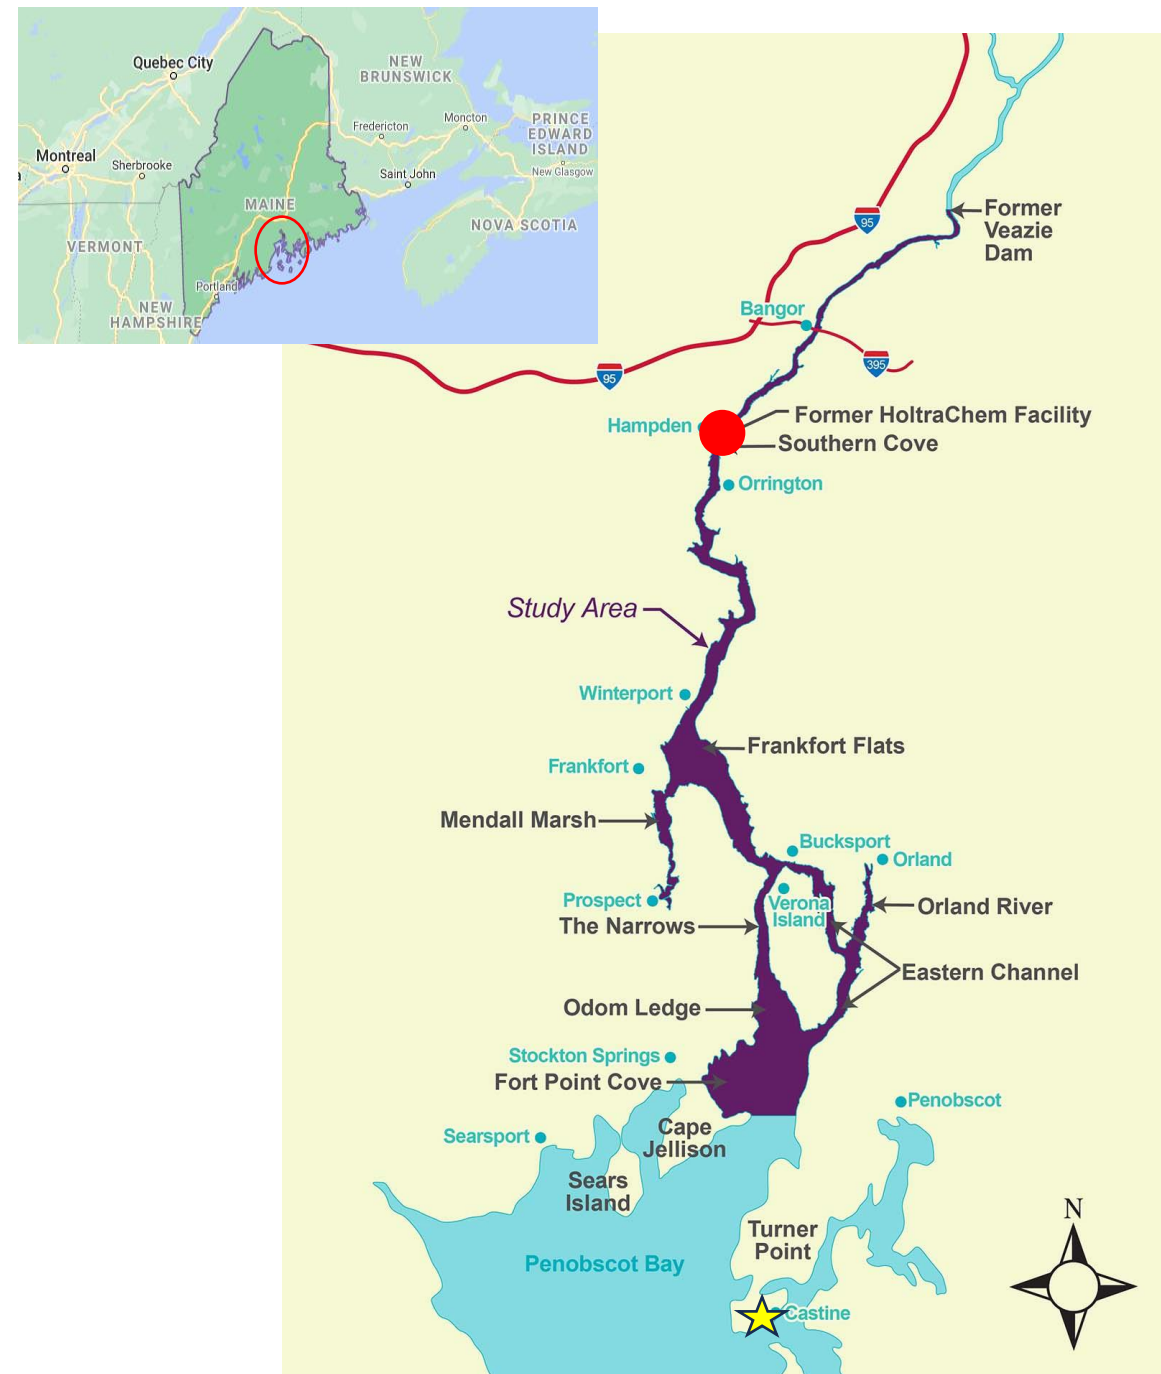 Quebec City
NEW
BRUNSWICK
PRINCE
EDWARD
ISLAND
Moncton
Fredericton
Montreal
Sherbrooke
New Glasgow
Saint John
MAINE
NOVA SCOTIA
VERMONT
Portland
NEW
HAMPSHIRE
95
Former
Veazie
Dam
Bangor
395
95
Hampden
Former HoltraChem Facility
Southern Cove
Orrington
Study Area
Winterport
Frankfort Flats
Frankfort
Mendall Marsh
Bucksport
Orland
Prospect
Verona
Island
Orland River
The Narrows
Eastern Channel
Odom Ledge
Stockton Springs
Fort Point Cove
Penobscot
Searsport
Cape
Jellison
Sears
Island
Turner
Point
N
Penobscot Bay
Castine